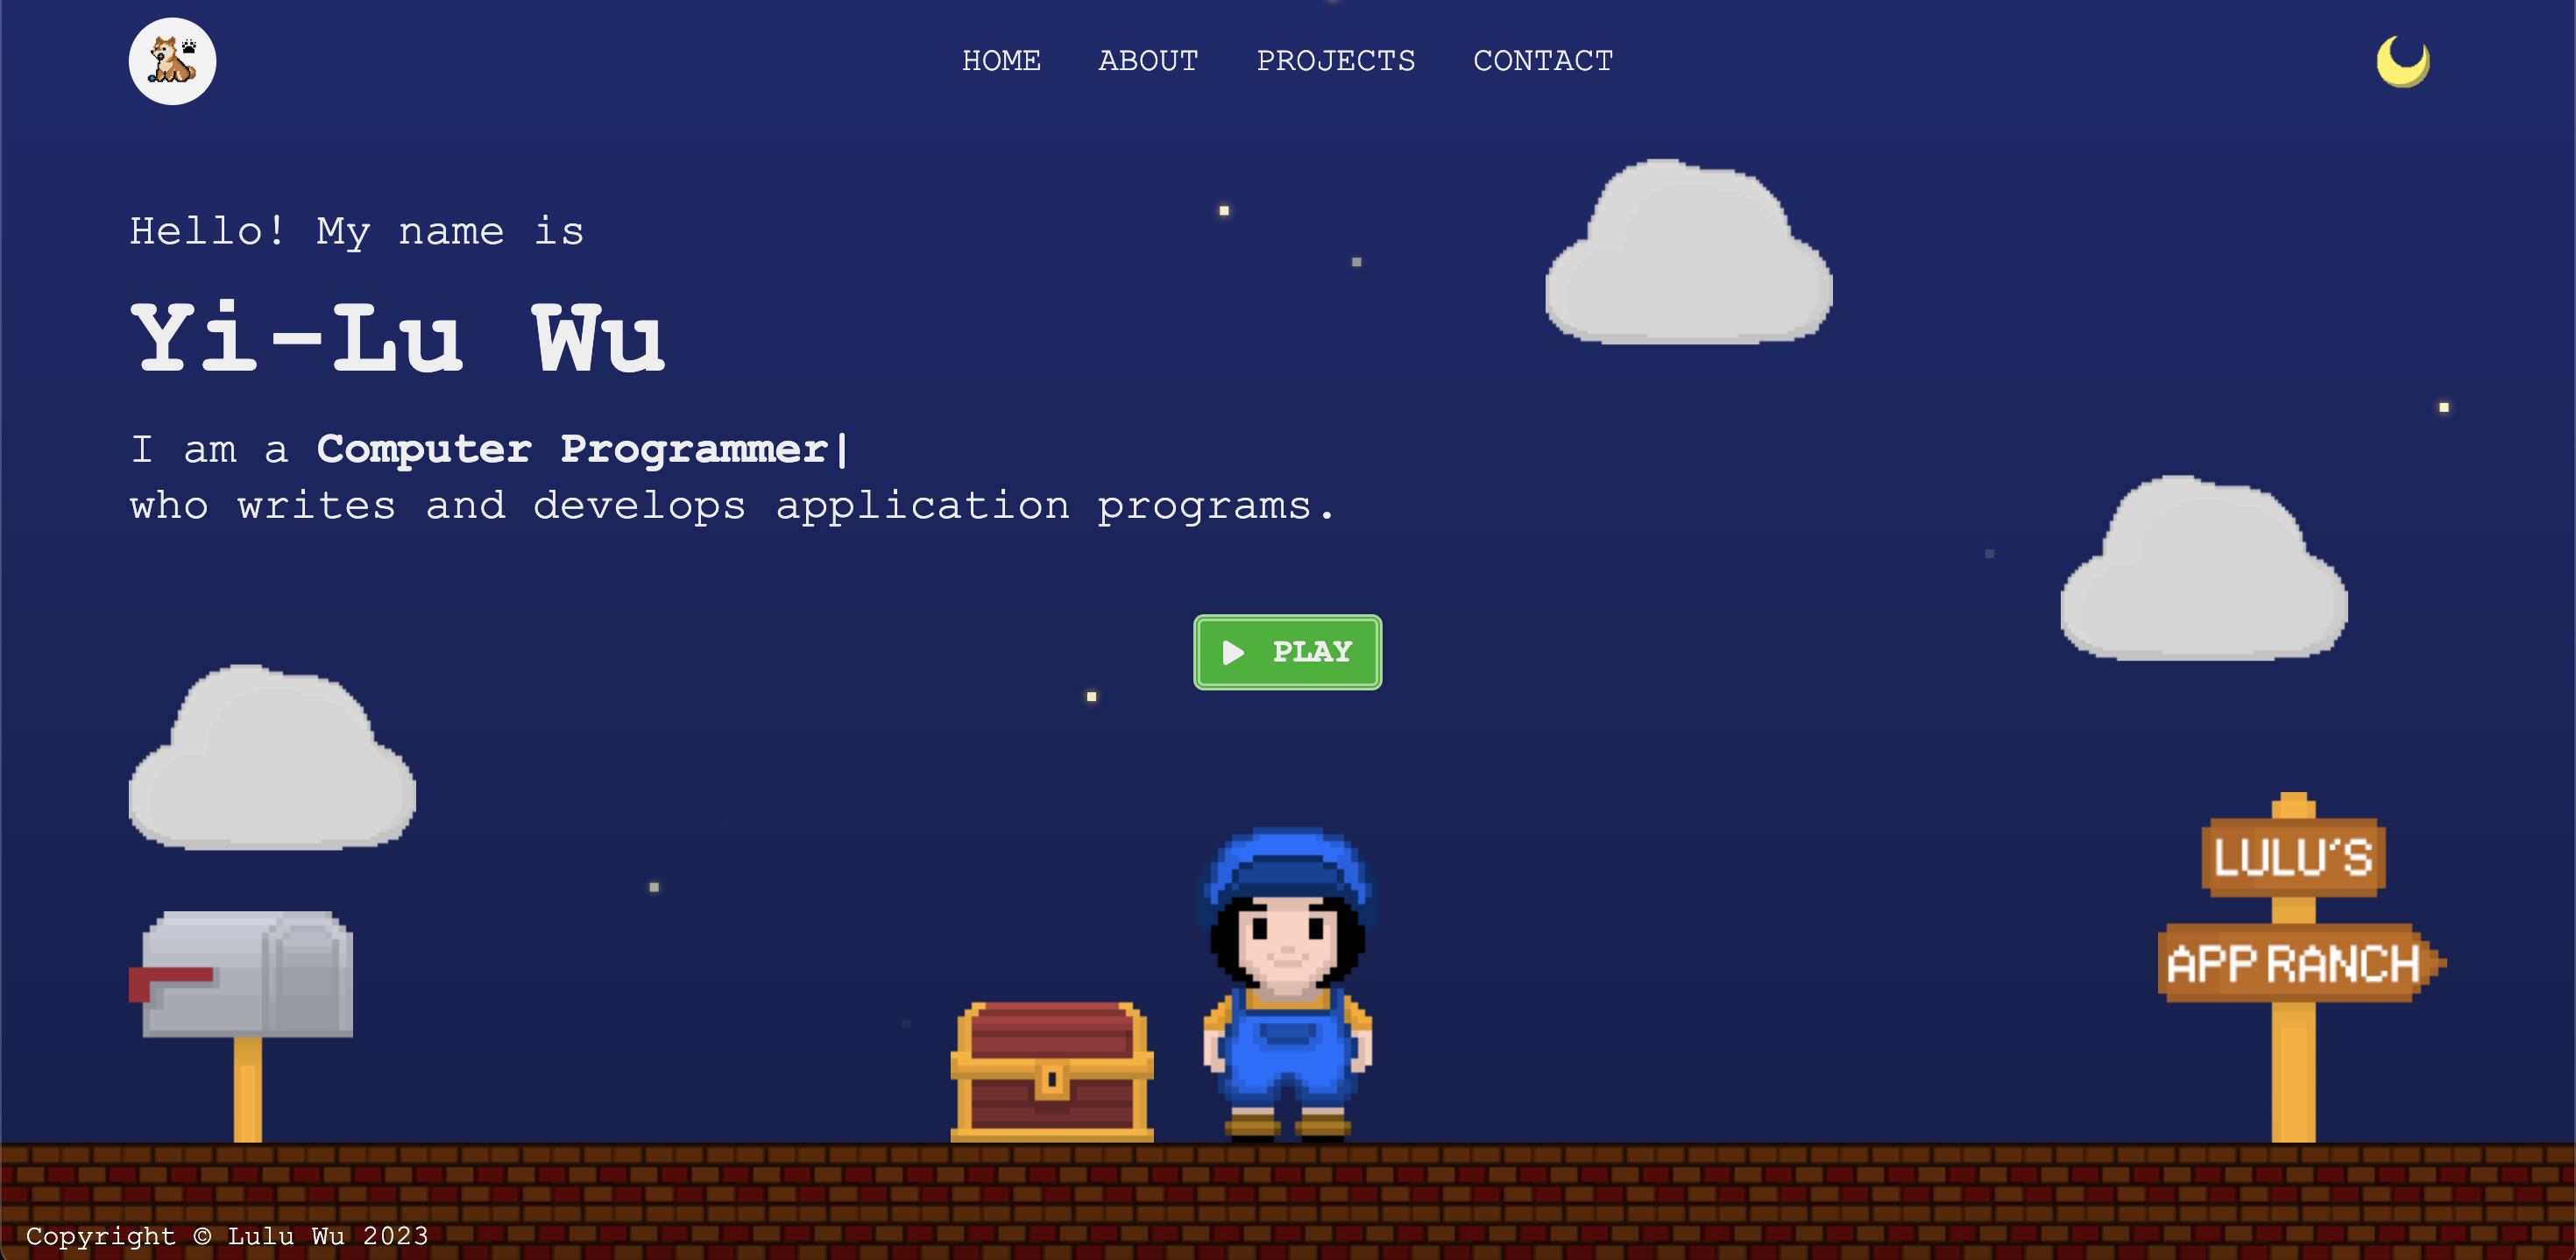 HOME ABOUT PROJECTS CONTACT
Hello! My name is
Yi-Lu Wu
I am a Computer Programmer|
who writes and develops application programs.
PLAY
LULU'S
APP RANCH
Copyright © Lulu Wu 2023